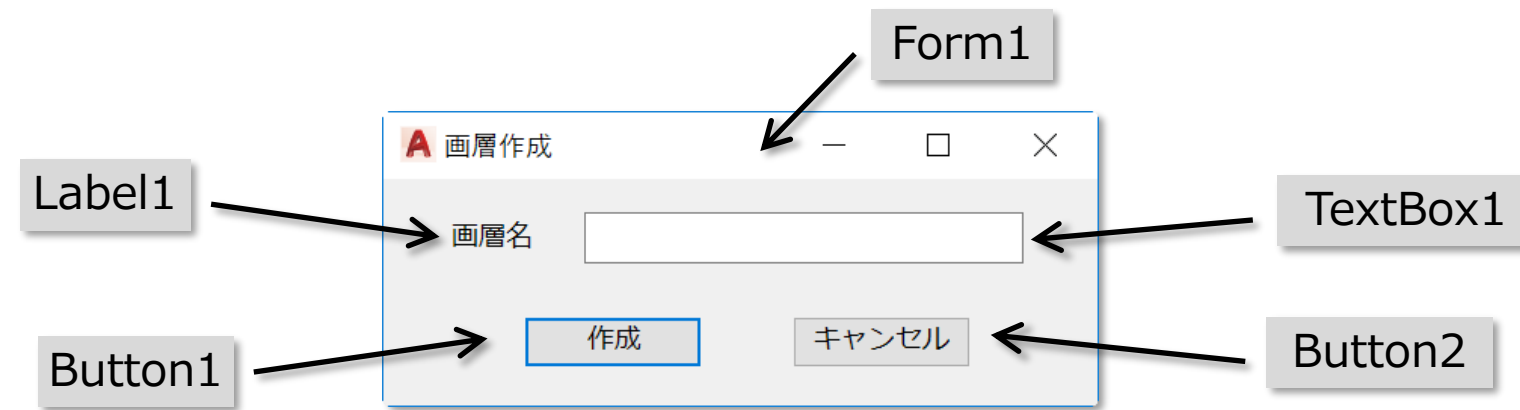 Form1
画層作成
Label1
画層名
TextBox1
Button1
作成
キャンセル
Button2